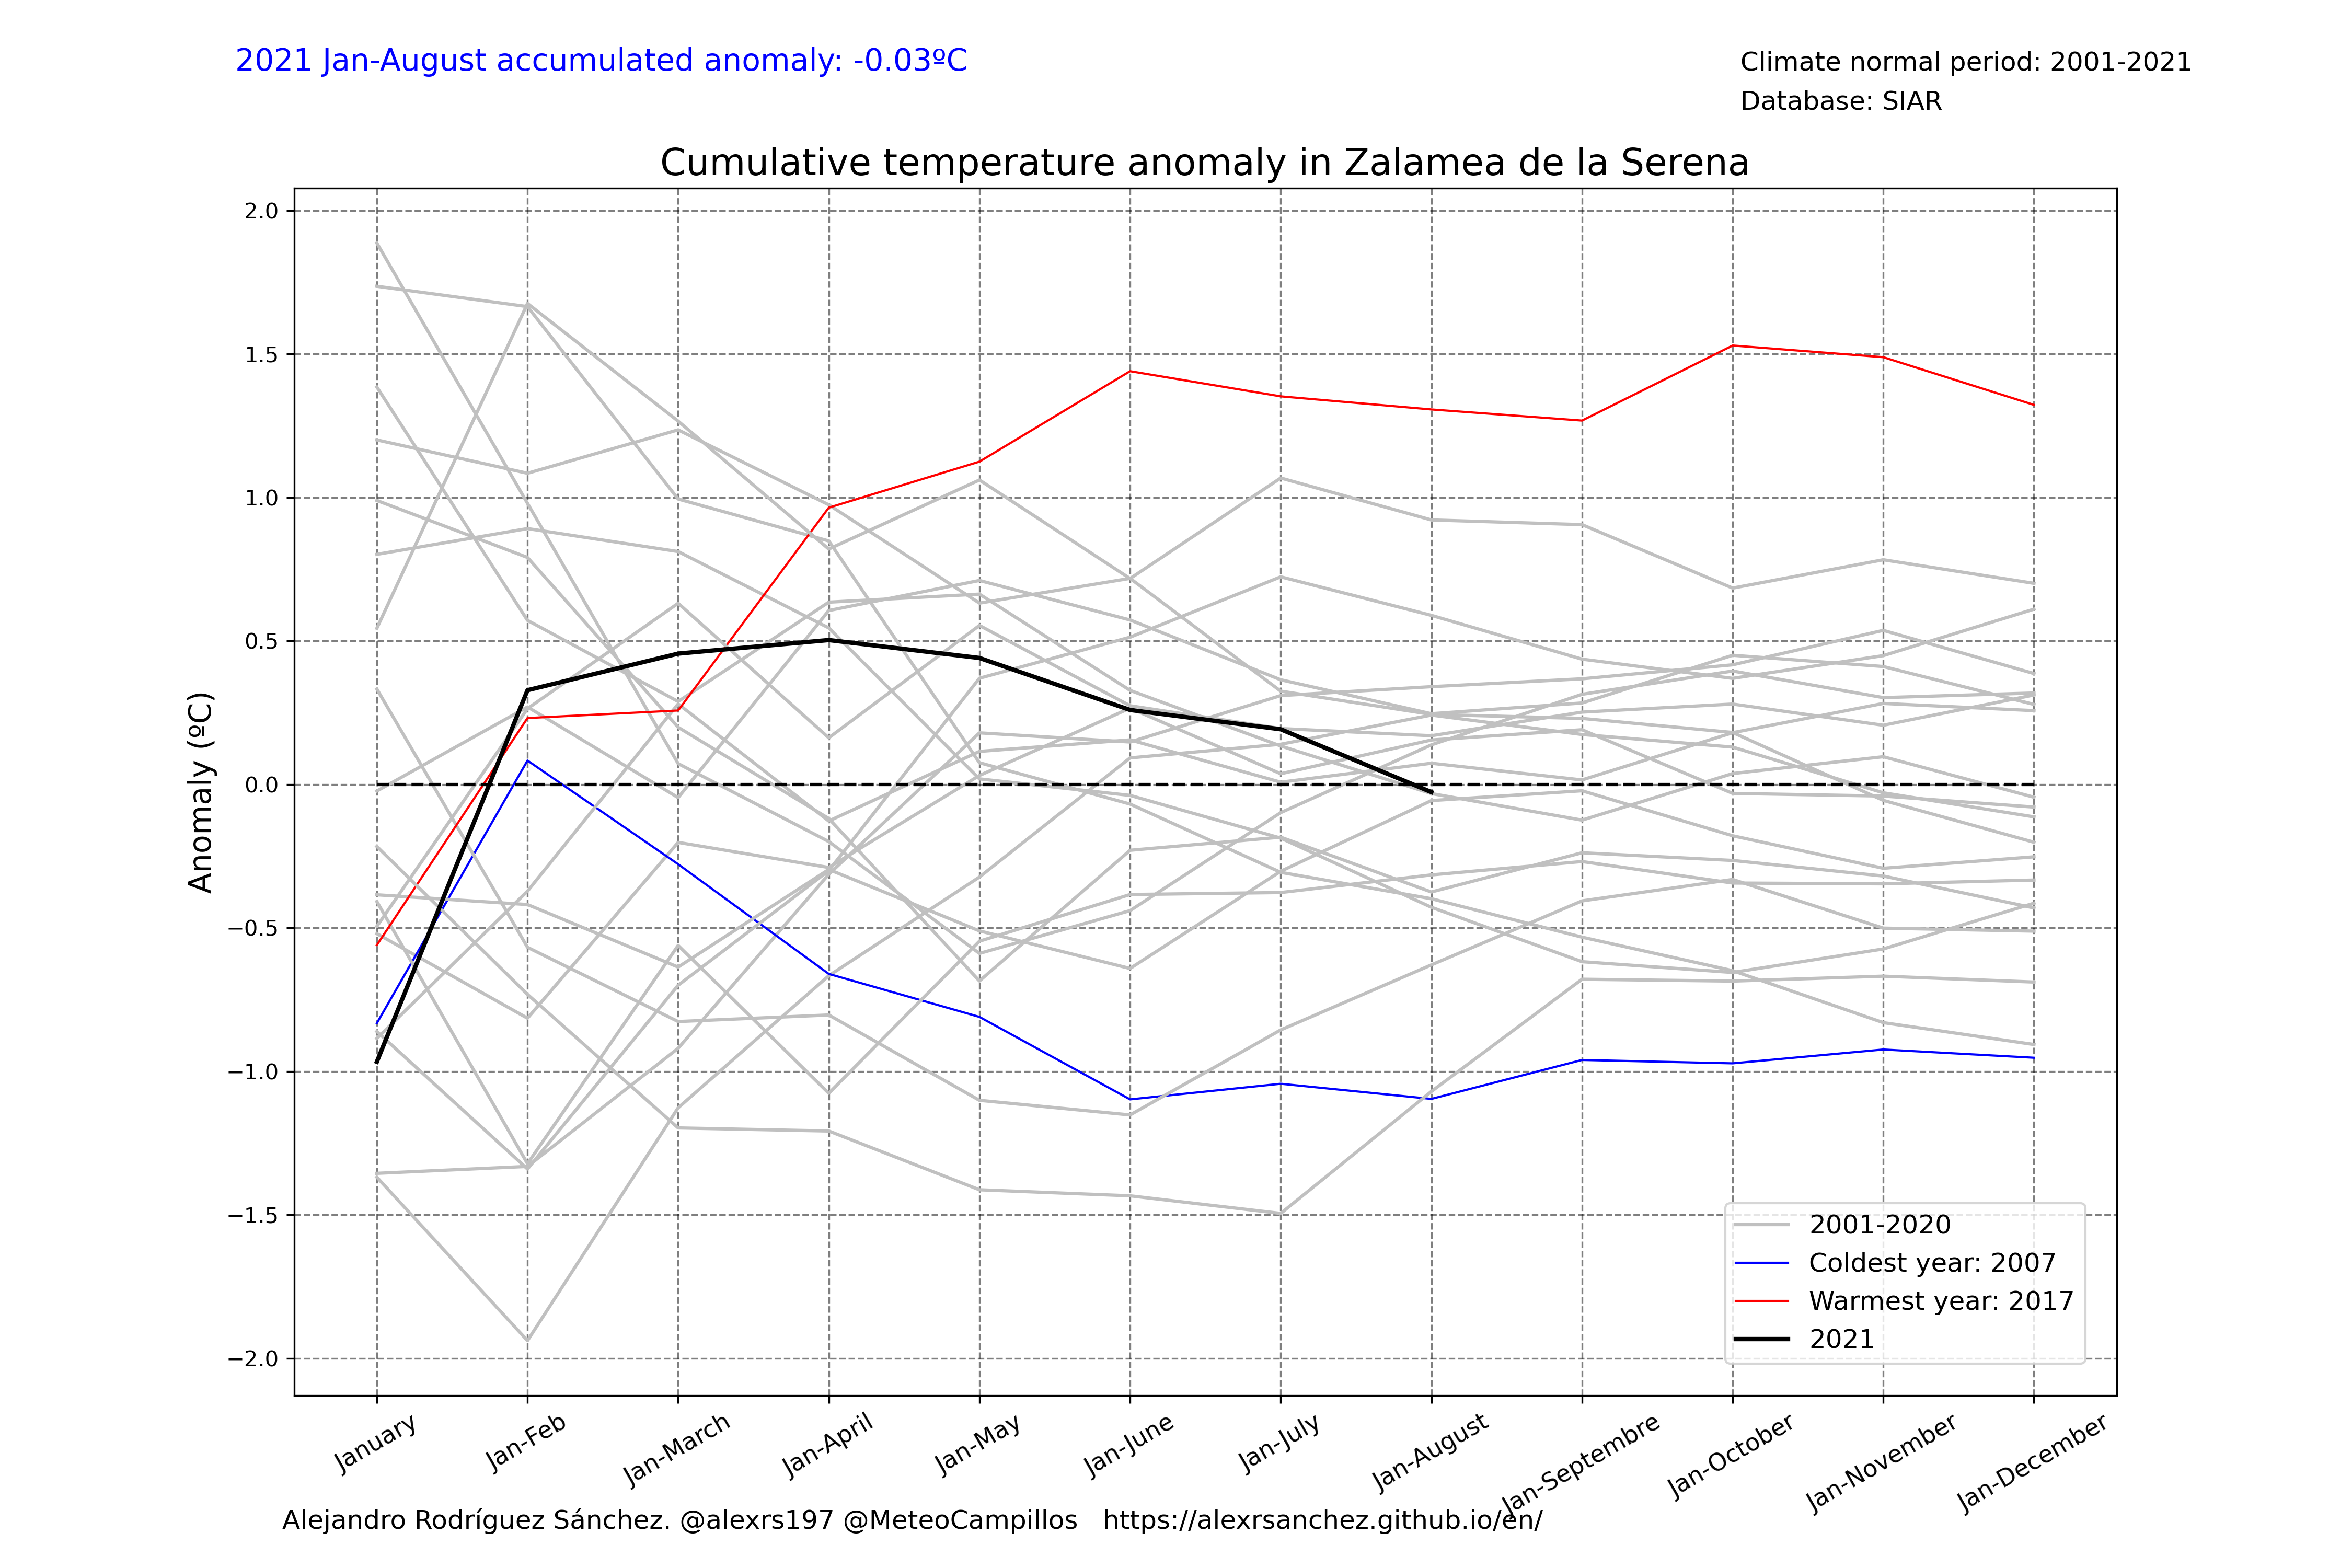 2021 Jan-August accumulated anomaly: -0.03ºC
Climate normal period: 2001-2021
Database: SIAR
Cumulative temperature anomaly in Zalamea de la Serena
Anomaly (ºC)
2.0
1.5
1.0
0.5
0.0
−0.5
−1.0
−1.5
−2.0
2001-2020
Coldest year: 2007
Warmest year: 2017
2021
January
Jan-Feb
Jan-March
Jan-April
Jan-May
Jan-June
Jan-July
Jan-August
Jan-Septembre
Jan-October
Jan-November
Jan-December
Alejandro Rodríguez Sánchez. @alexrs197 @MeteoCampillos   https://alexrsanchez.github.io/en/